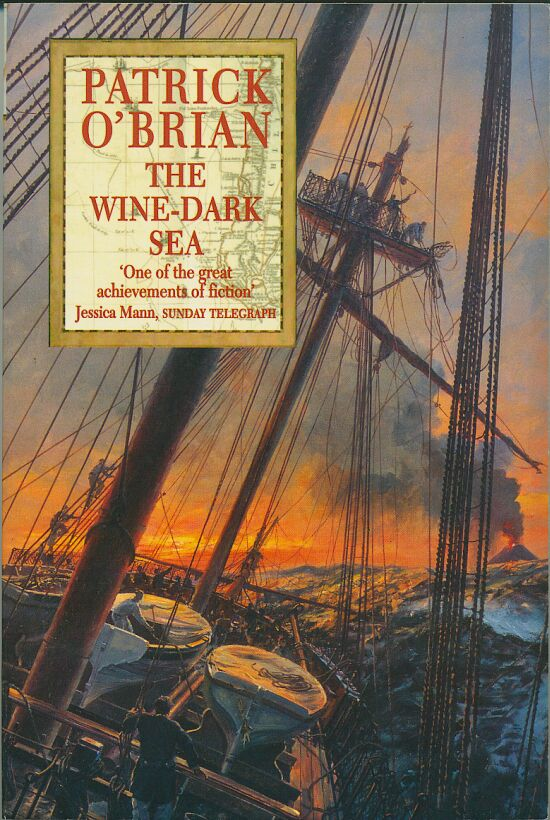 PATRICK
O'BRIAN
THE
WINE-DARK
SEA
‘One of the great
achievements of fiction’
Jessica Mann, SUNDAY TELEGRAPH